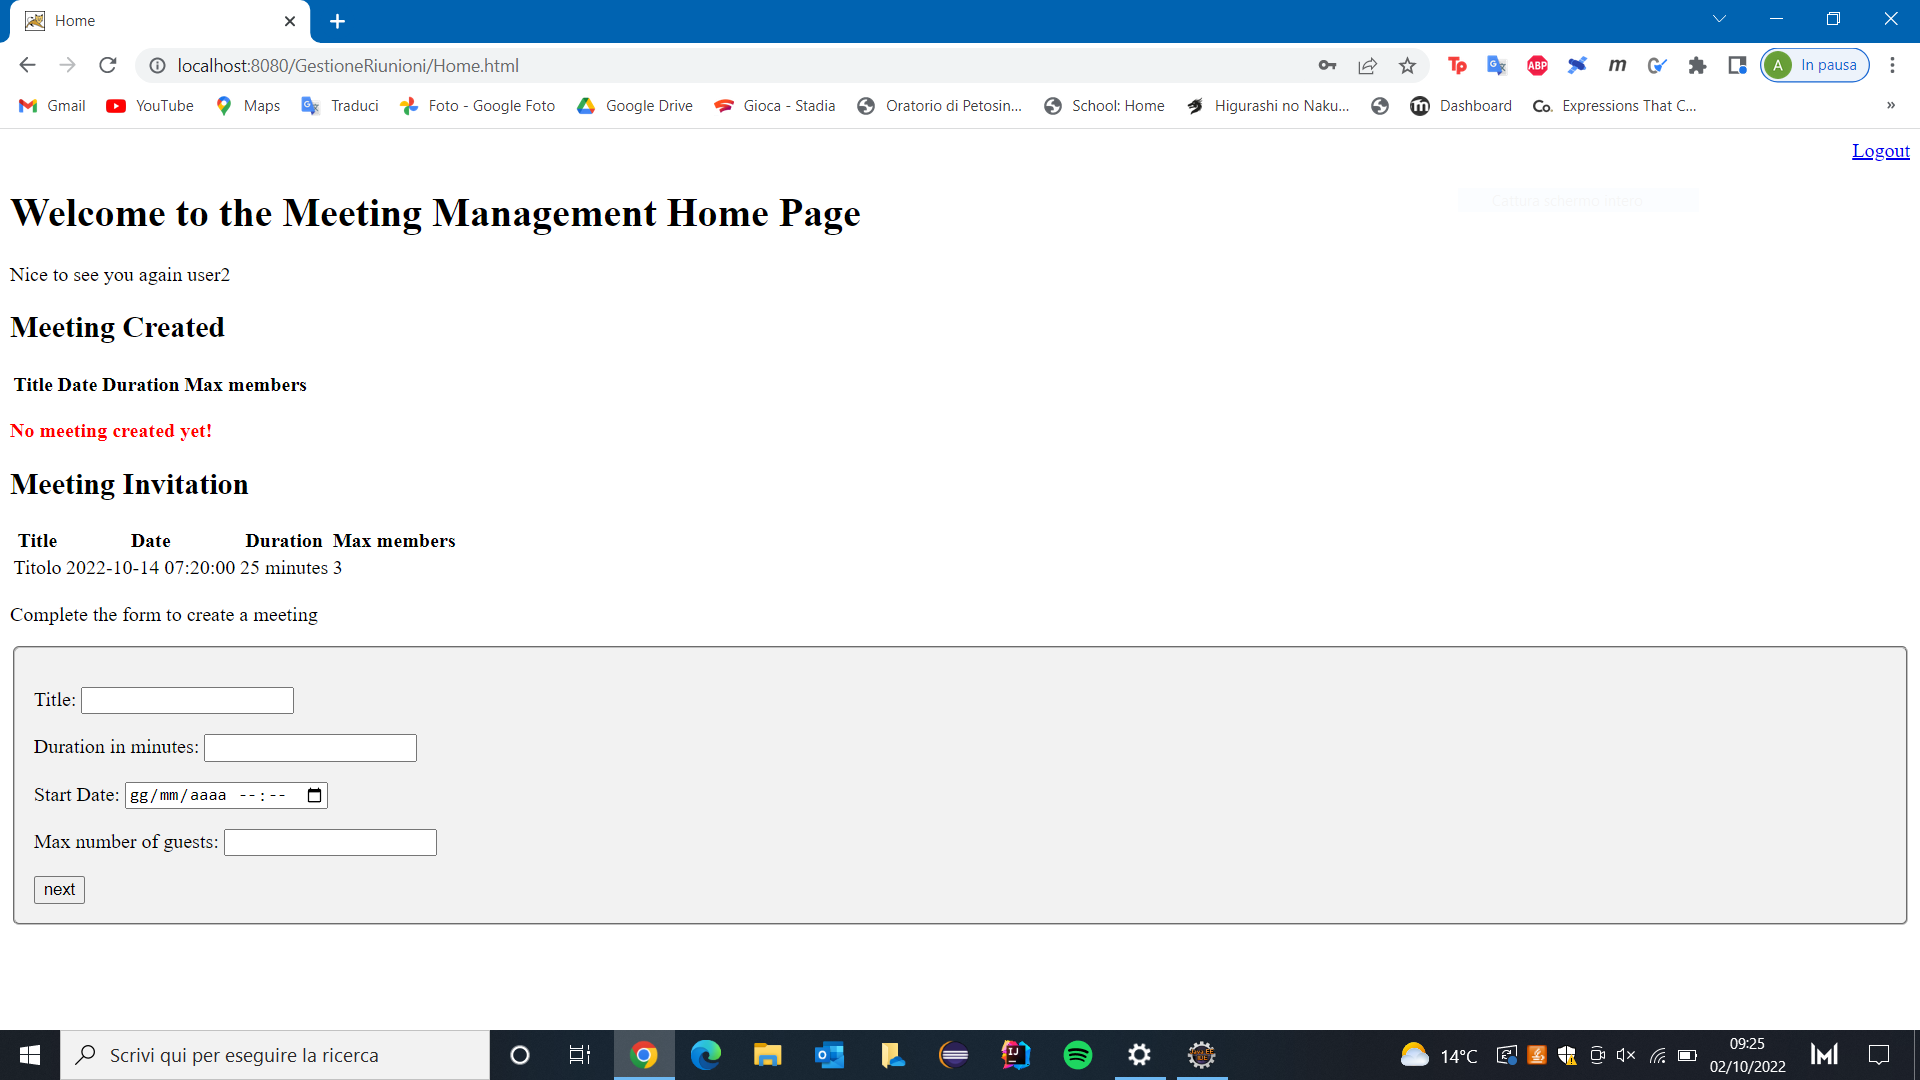 Home
localhost:8080/GestioneRiunioni/Home.html
In pausa
Gmail YouTube Maps Traduci Foto - Google Foto Google Drive Gioca - Stadia Oratorio di Petosin... School: Home Higurashi no Naku... Dashboard Expressions That C... »
Logout
Welcome to the Meeting Management Home Page
Nice to see you again user2
Meeting Created
Title Date Duration Max members
No meeting created yet!
Meeting Invitation
Title Date Duration Max members
Titolo 2022-10-14 07:20:00 25 minutes 3
Complete the form to create a meeting
Title:
Duration in minutes:
Start Date: gg/mm/aaaa --:--
Max number of guests:
next
Scrivi qui per eseguire la ricerca
14°C
09:25
02/10/2022